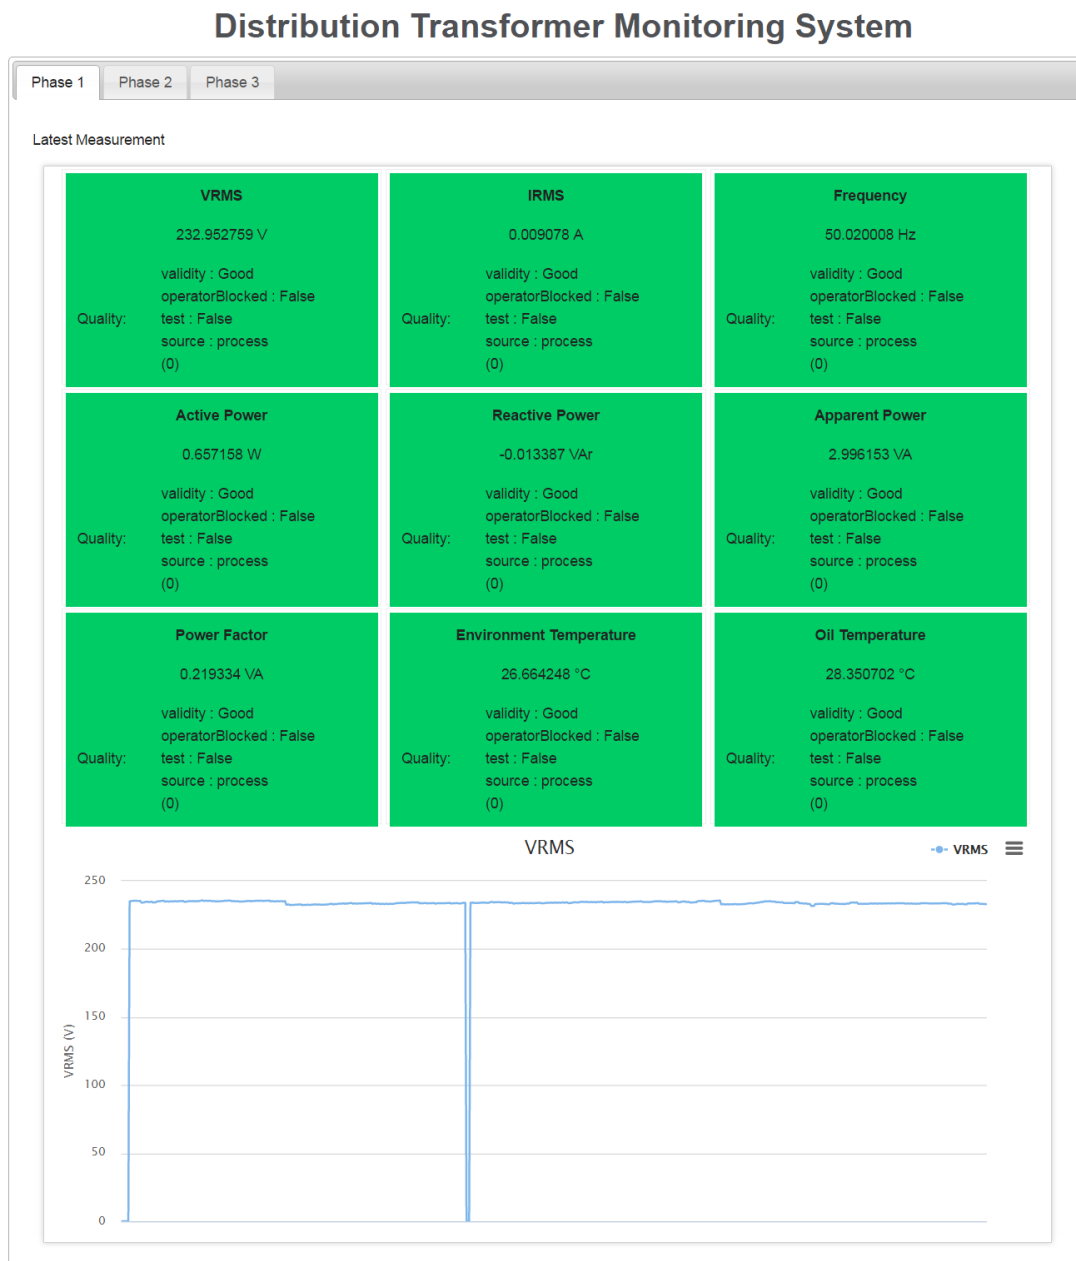 Distribution Transformer Monitoring System
Phase 1 Phase 2 Phase 3
Latest Measurement
VRMS
232.952759 V
Quality:
validity : Good
operatorBlocked : False
test : False
source : process
(0)
IRMS
0.009078 A
Quality:
validity : Good
operatorBlocked : False
test : False
source : process
(0)
Frequency
50.020008 Hz
Quality:
validity : Good
operatorBlocked : False
test : False
source : process
(0)
Active Power
0.657158 W
Quality:
validity : Good
operatorBlocked : False
test : False
source : process
(0)
Reactive Power
-0.013387 VAr
Quality:
validity : Good
operatorBlocked : False
test : False
source : process
(0)
Apparent Power
2.996153 VA
Quality:
validity : Good
operatorBlocked : False
test : False
source : process
(0)
Power Factor
0.219334 VA
Quality:
validity : Good
operatorBlocked : False
test : False
source : process
(0)
Environment Temperature
26.664248 °C
Quality:
validity : Good
operatorBlocked : False
test : False
source : process
(0)
Oil Temperature
28.350702 °C
Quality:
validity : Good
operatorBlocked : False
test : False
source : process
(0)
VRMS
VRMS
VRMS (V)
250
200
150
100
50
0